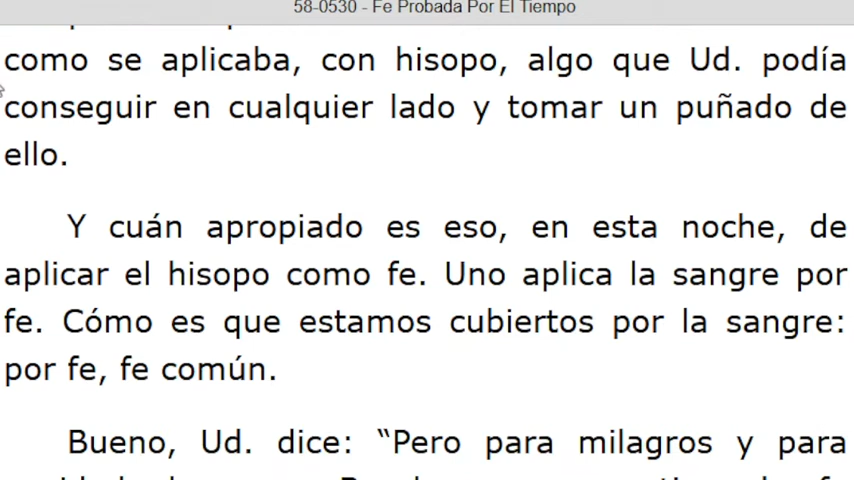 58-0530 - Fe Probada Por El Tiempo
como se aplicaba, con hisopo, algo que Ud. podía
conseguir en cualquier lado y tomar un puñado de
ello.
Y cuán apropiado es eso, en esta noche, de
aplicar el hisopo como fe. Uno aplica la sangre por
fe. Cómo es que estamos cubiertos por la sangre:
por fe, fe común.
Bueno, Ud. dice: “Pero para milagros y para